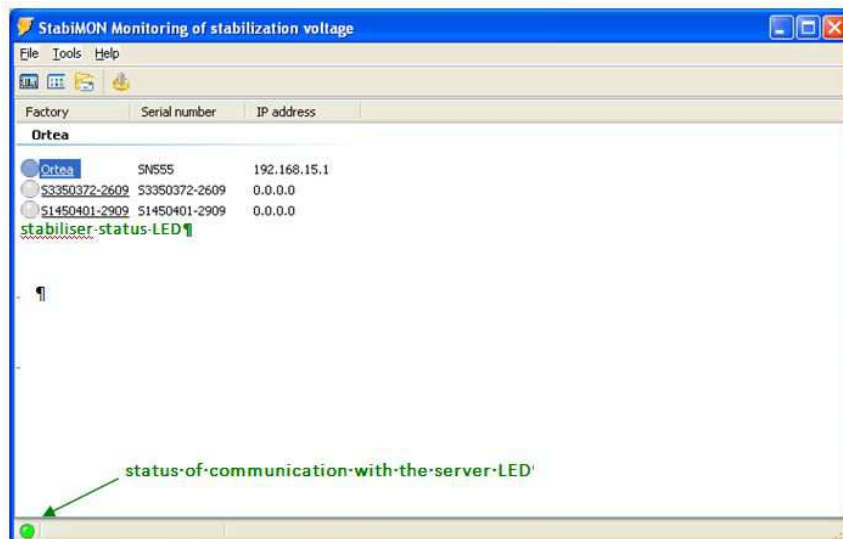 StabiMON Monitoring of stabilization voltage
File Tools Help
Factory Serial number IP address
Ortea
Ortea SN555 192.168.15.1
S3350372-2609 S3350372-2609 0.0.0.0
S1450401-2909 S1450401-2909 0.0.0.0
stabiliser·status·LED¶
¶
status·of·communication·with·the·server·LED